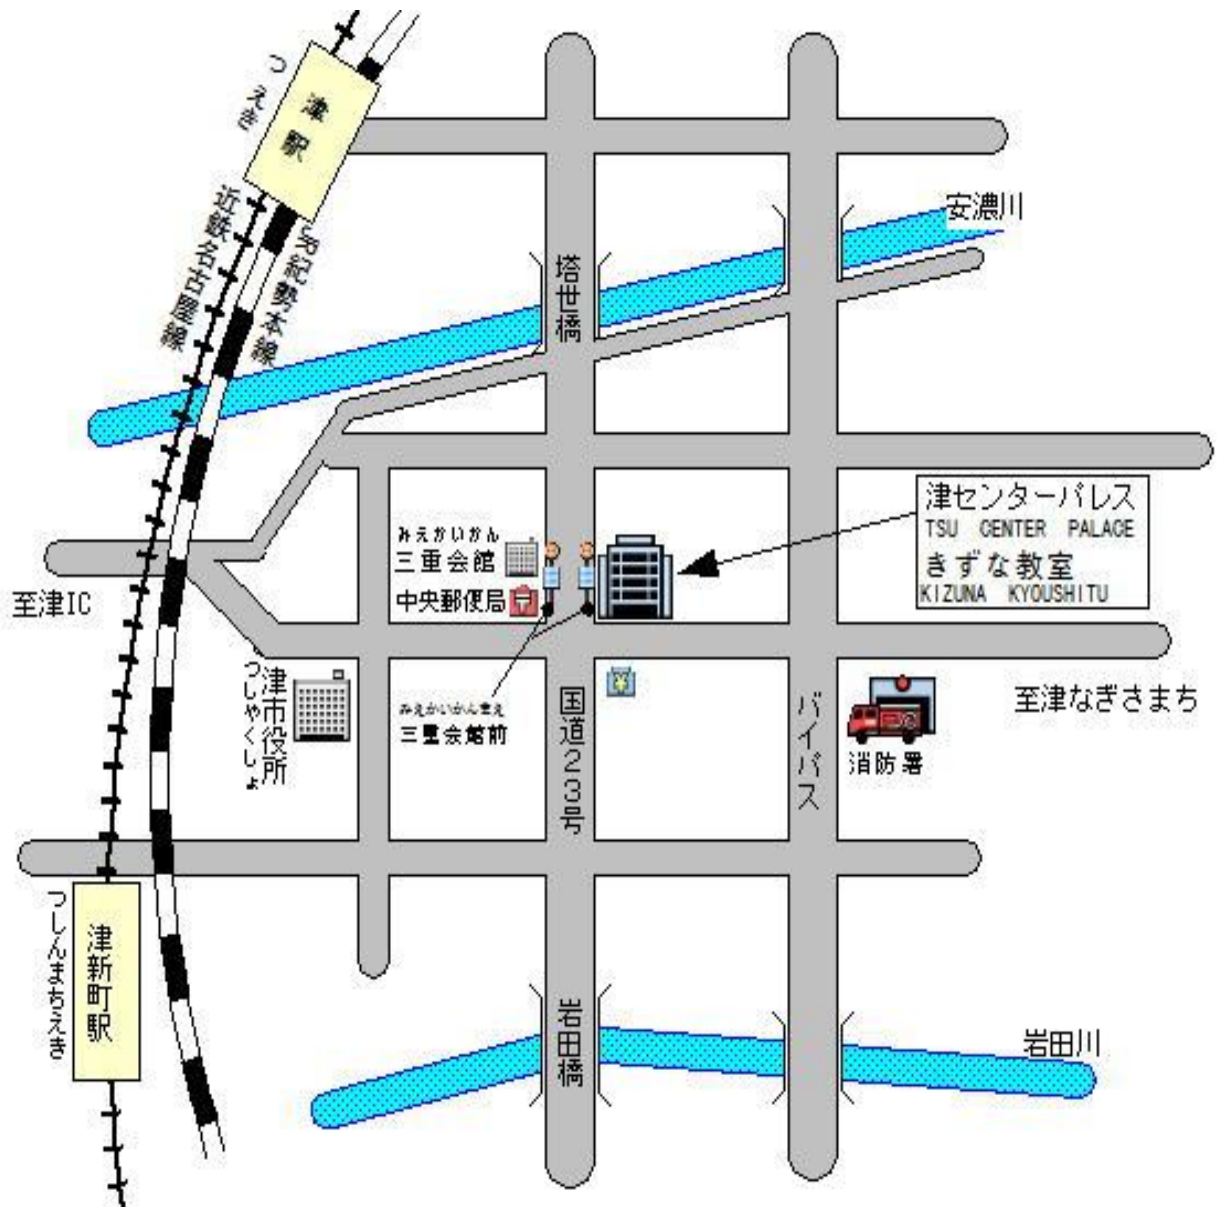 つえき
津駅
安濃川
近鉄名古屋線
JR紀勢本線
塔世橋
津センターパレス
TSU CENTER PALACE
きずな教室
KIZUNA KYOUSHITU
みえかいかん
三重会館
中央郵便局
至津IC
つしやくしょ
津市役所
みえかいかんまえ
三重会館前
国道23号
バイパス
消防署
至津なぎさまち
つしんまちえき
津新町駅
岩田橋
岩田川